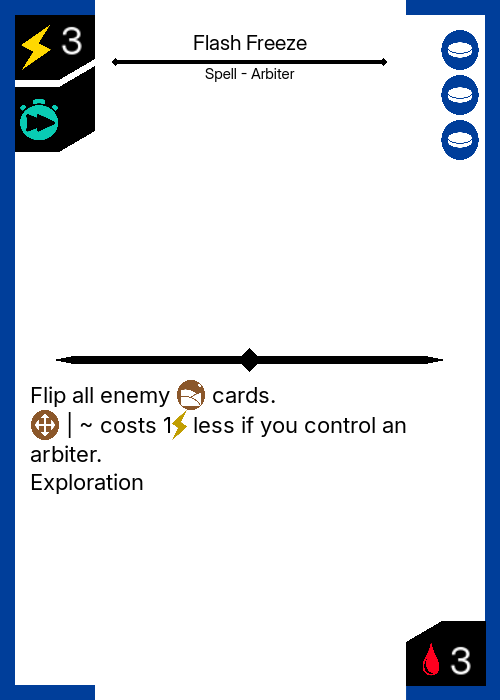 3
Flash Freeze
Spell - Arbiter
Flip all enemy cards.
| ~ costs 1 less if you control an
arbiter.
Exploration
3